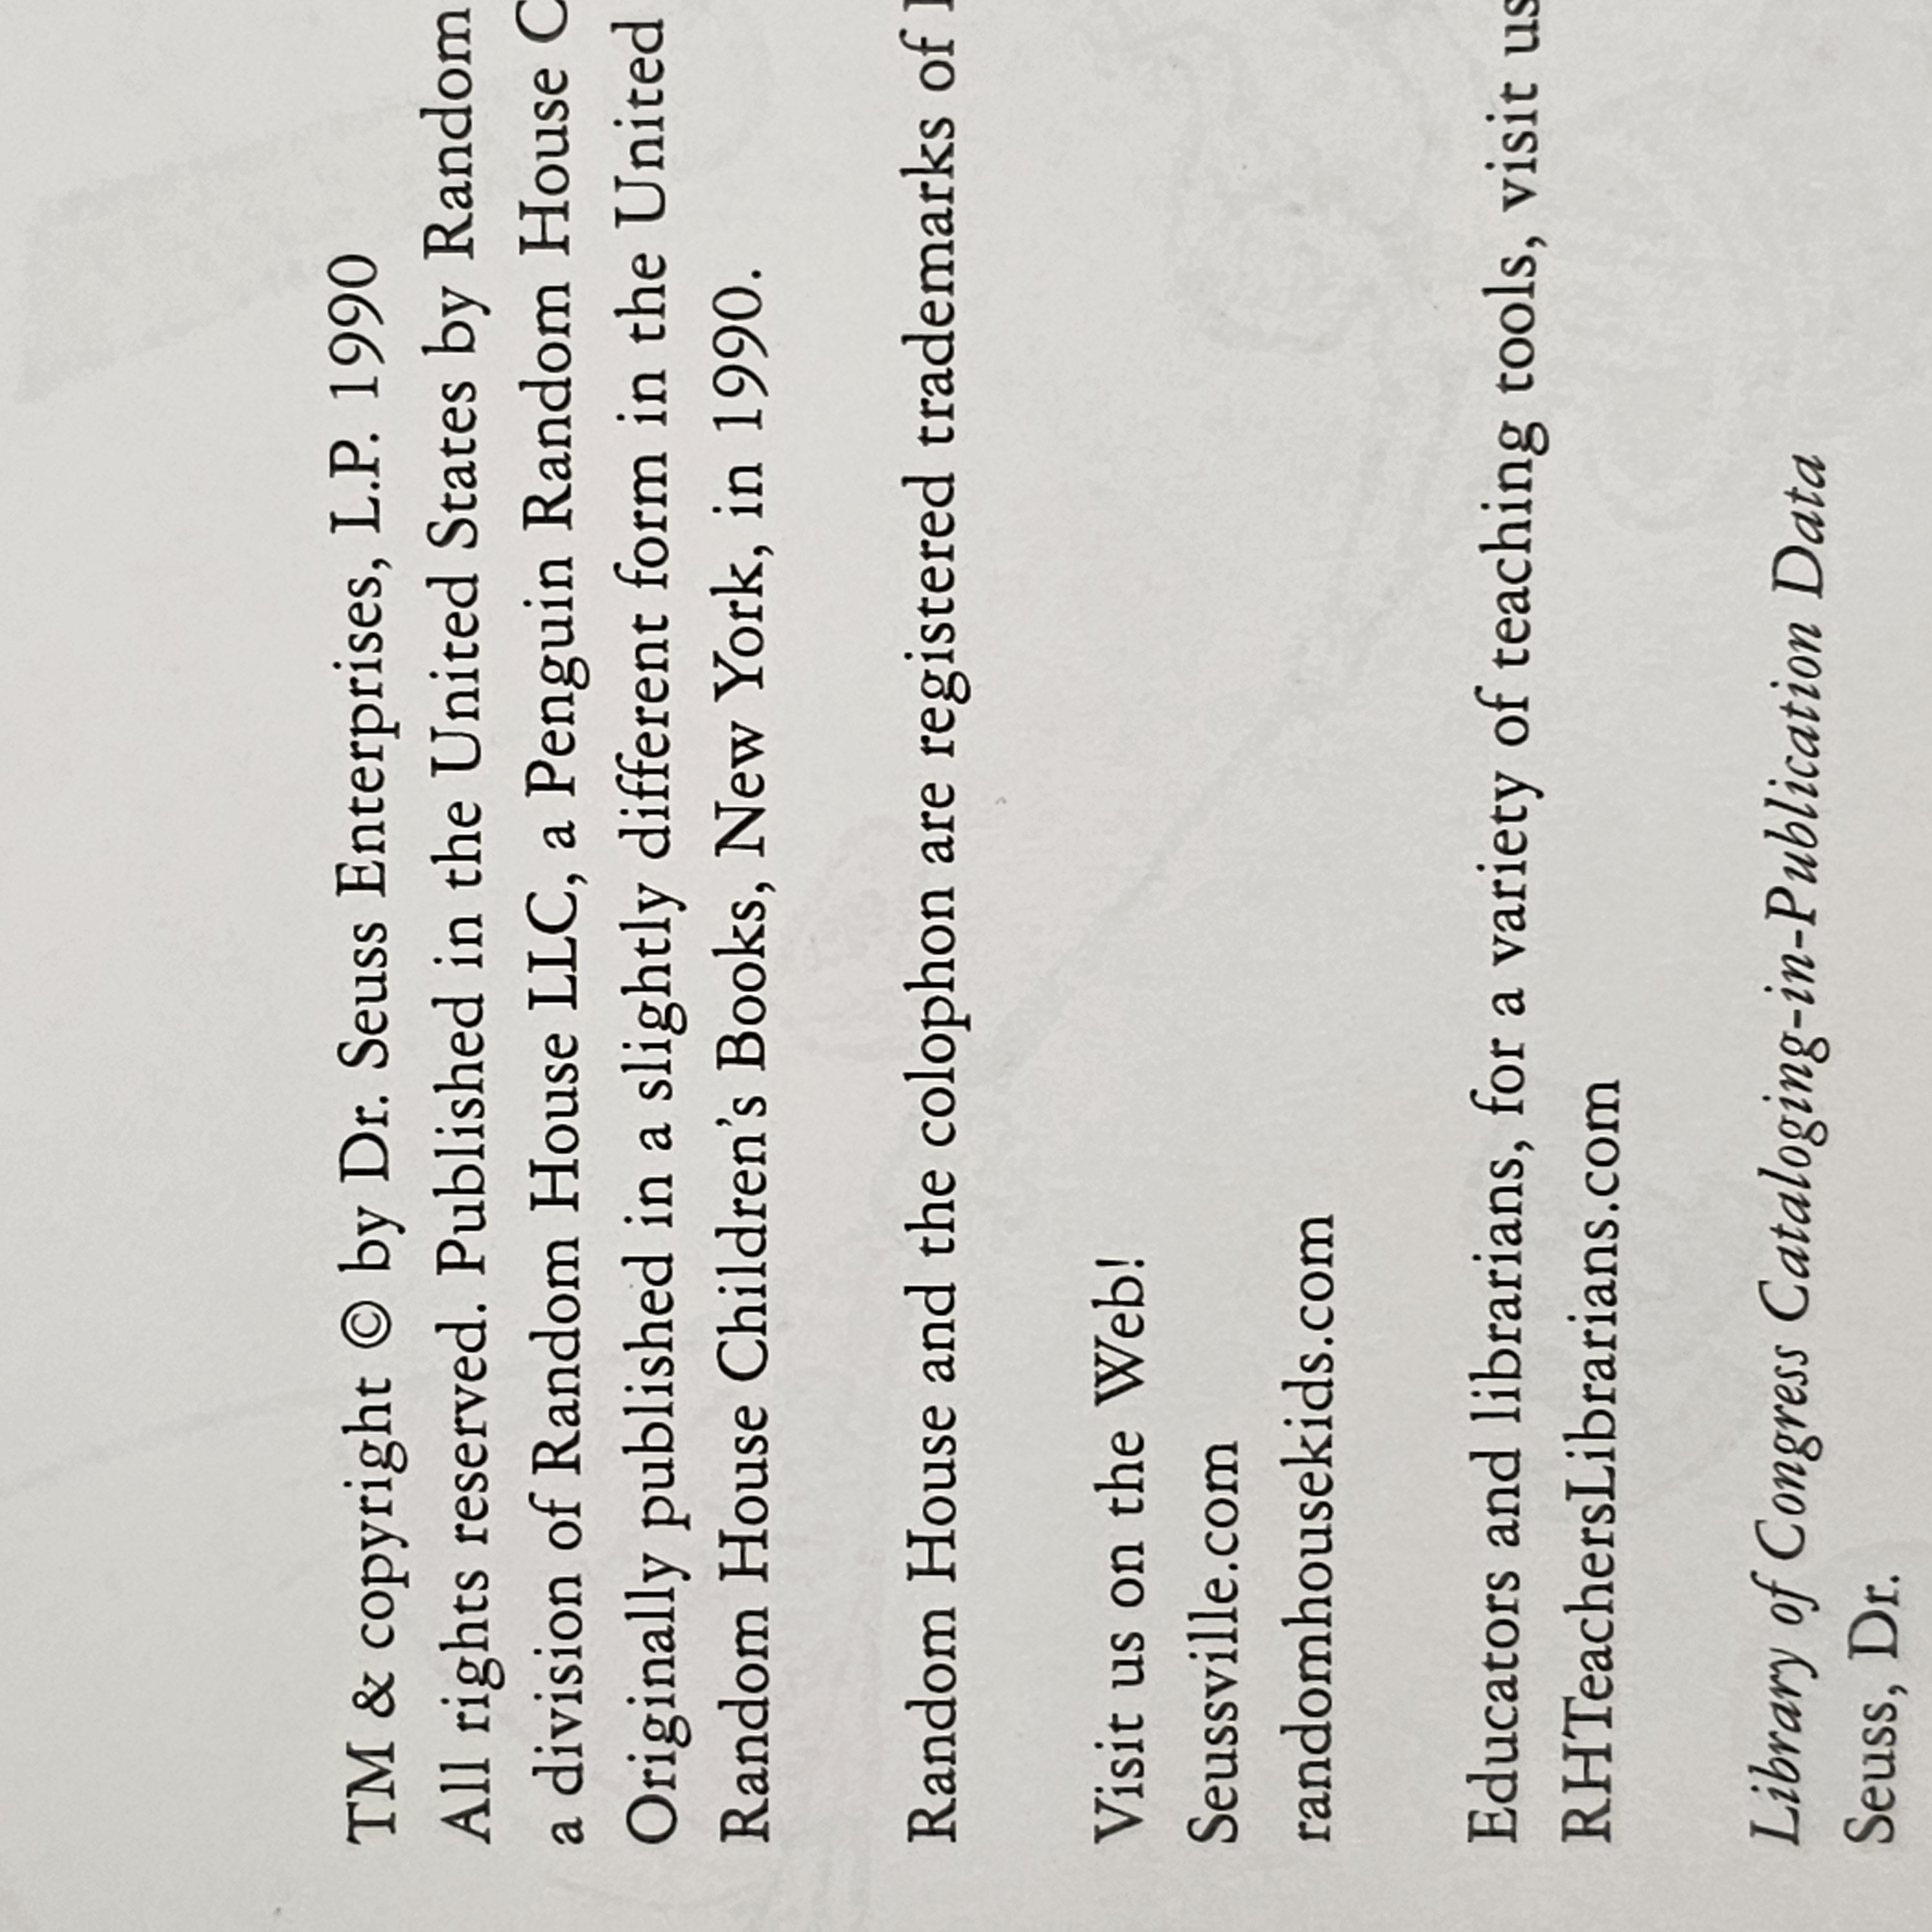 TM & copyright © by Dr. Seuss Enterprises, L.P. 1990
All rights reserved. Published in the United States by Random
a division of Random House LLC, a Penguin Random House C
Originally published in a slightly different form in the United
Random House Children's Books, New York, in 1990.
Random House and the colophon are registered trademarks of
Visit us on the Web!
Seussville.com
randomhousekids.com
Educators and librarians, for a variety of teaching tools, visit us
RHTeachersLibrarians.com
Library of Congress Cataloging-in-Publication Data
Seuss, Dr.